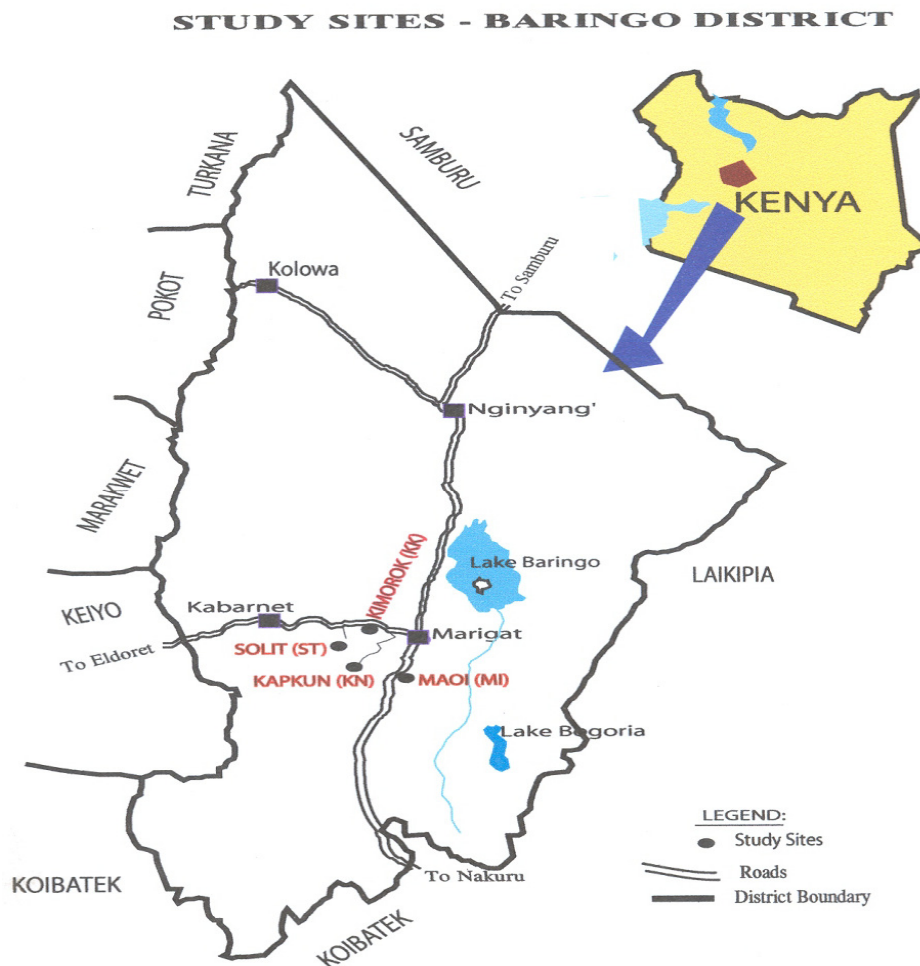 STUDY SITES - BARINGO DISTRICT
SAMBURU
TURKANA
KENYA
POKOT
Kolowa
To Samburu
Nginyang'
MARAKWET
KIMOROK (KK)
Lake Baringo
LAIKIPIA
KEIYO
Kabarnet
Marigat
To Eldoret
SOLIT (ST)
KAPKUN (KN)
MAOI (MI)
Lake Bogoria
LEGEND:
Study Sites
Roads
District Boundary
To Nakuru
KOIBATEK
KOIBATEK